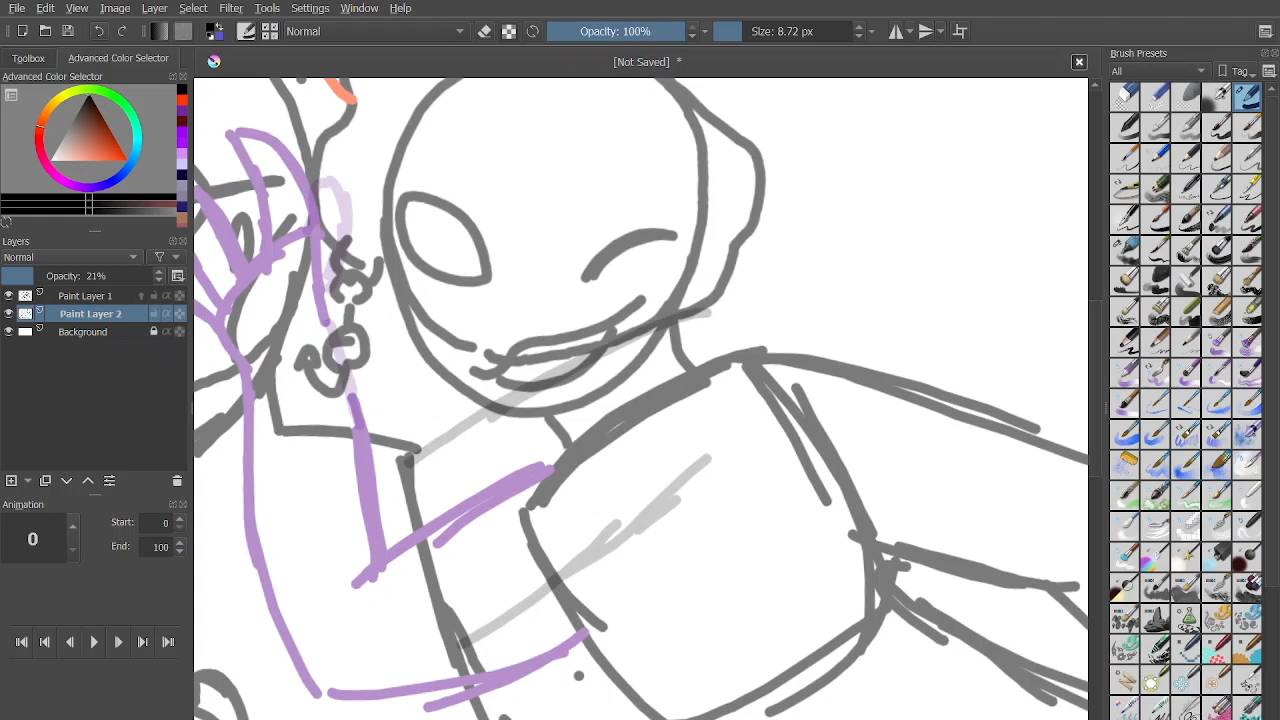 File Edit View Image Layer Select Filter Tools Settings Window Help
Normal Opacity: 100% Size: 8.72 px
Toolbox Advanced Color Selector [Not Saved] * Brush Presets
Advanced Color Selector All Tag
Layers
Normal
Opacity: 21%
Paint Layer 1
Paint Layer 2
Background
Animation
0 Start: 0
End: 100